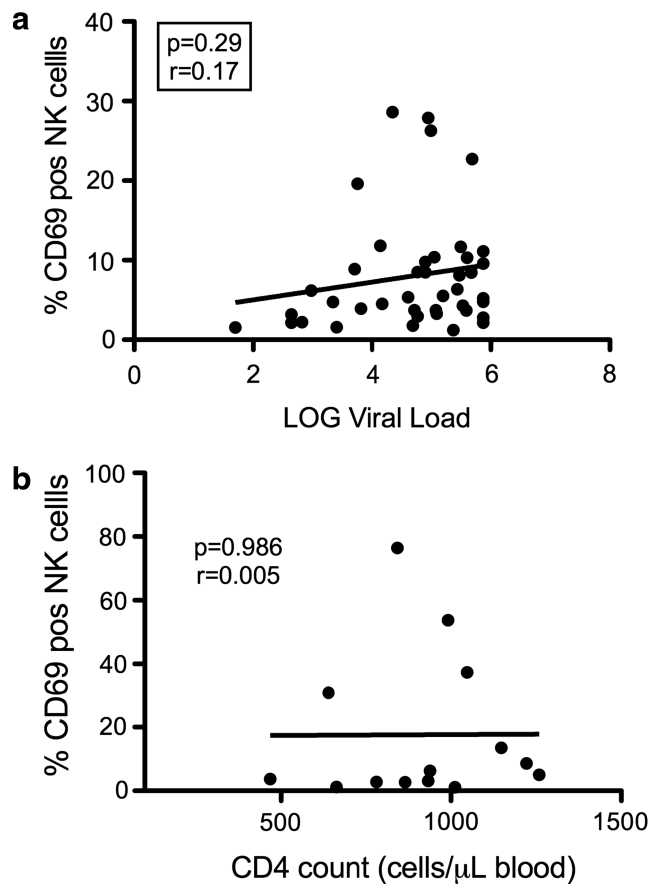 a
% CD69 pos NK cellls
40
30
20
10
0
p=0.29
r=0.17
0 2 4 6 8
LOG Viral Load
b
% CD69 pos NK cellls
100
80
60
40
20
0
p=0.986
r=0.005
500 1000 1500
CD4 count (cells/μL blood)